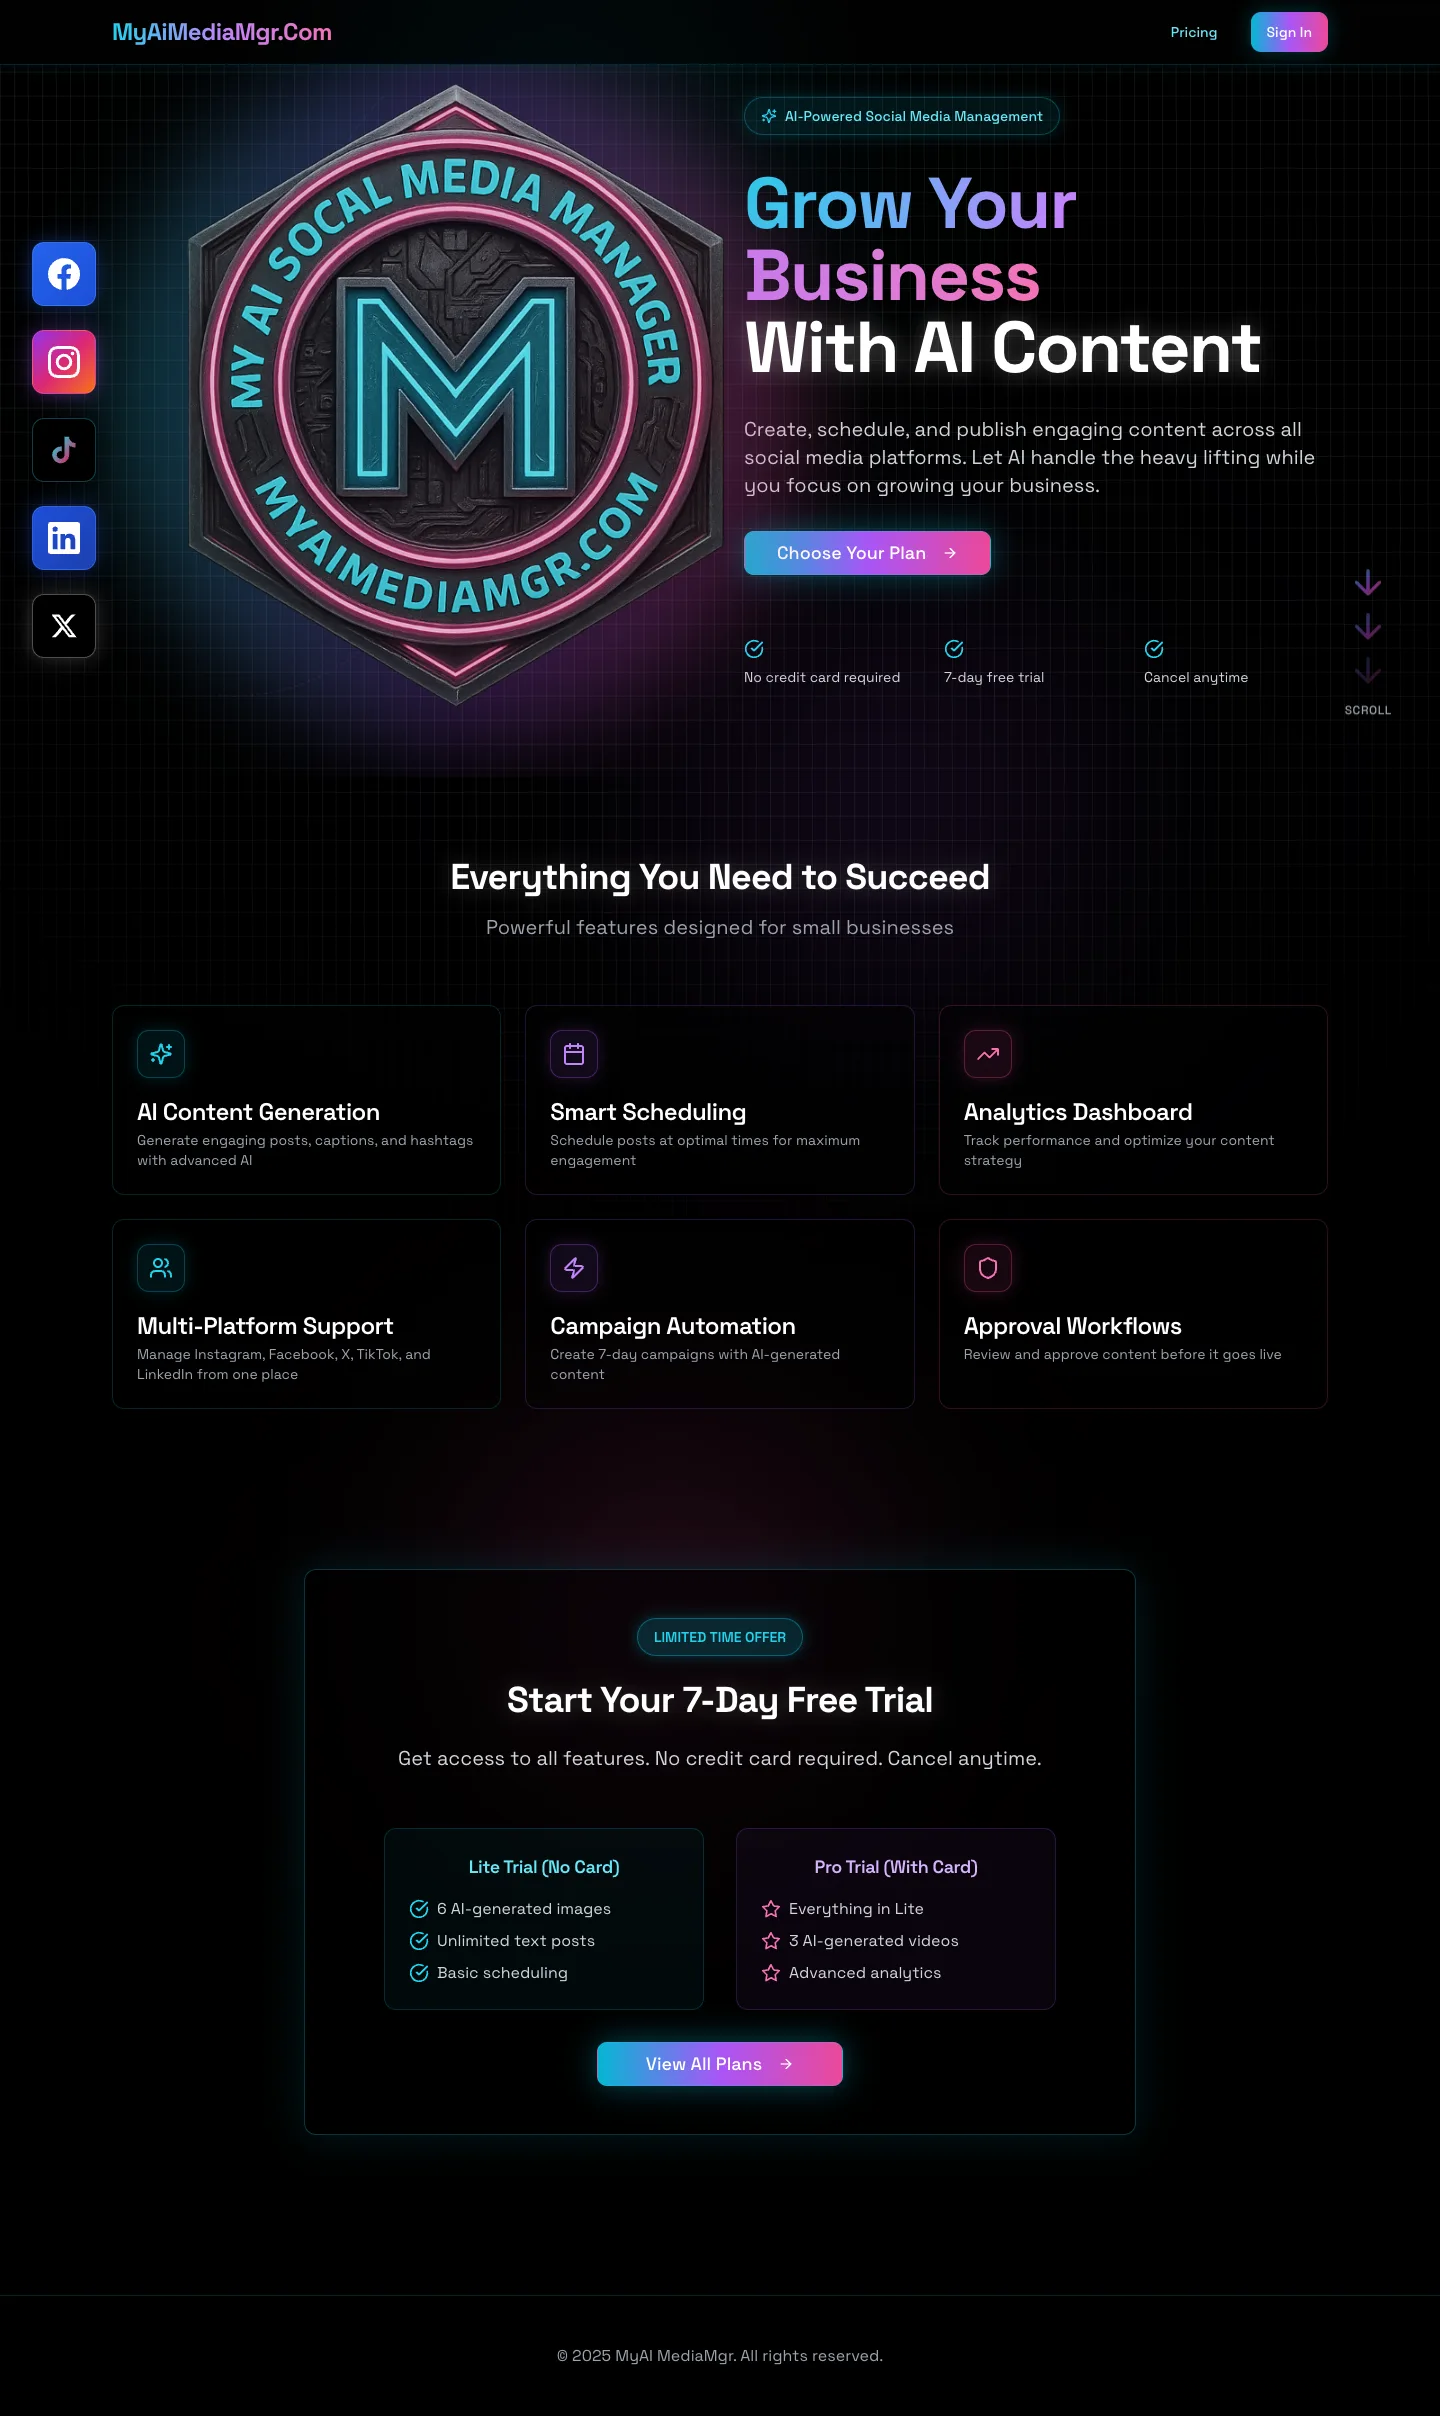 MyAiMediaMgr.Com
Pricing
Sign In
MY AI SOCAL MEDIA MANAGER
M
MYAIMEDIAMGR.COM
AI-Powered Social Media Management
Grow Your
Business
With AI Content
Create, schedule, and publish engaging content across all
social media platforms. Let AI handle the heavy lifting while
you focus on growing your business.
Choose Your Plan
No credit card required
7-day free trial
Cancel anytime
SCROLL
Everything You Need to Succeed
Powerful features designed for small businesses
AI Content Generation
Generate engaging posts, captions, and hashtags
with advanced AI
Smart Scheduling
Schedule posts at optimal times for maximum
engagement
Analytics Dashboard
Track performance and optimize your content
strategy
Multi-Platform Support
Manage Instagram, Facebook, X, TikTok, and
LinkedIn from one place
Campaign Automation
Create 7-day campaigns with AI-generated
content
Approval Workflows
Review and approve content before it goes live
LIMITED TIME OFFER
Start Your 7-Day Free Trial
Get access to all features. No credit card required. Cancel anytime.
Lite Trial (No Card)
6 AI-generated images
Unlimited text posts
Basic scheduling
Pro Trial (With Card)
Everything in Lite
3 AI-generated videos
Advanced analytics
View All Plans
© 2025 MyAI MediaMgr. All rights reserved.